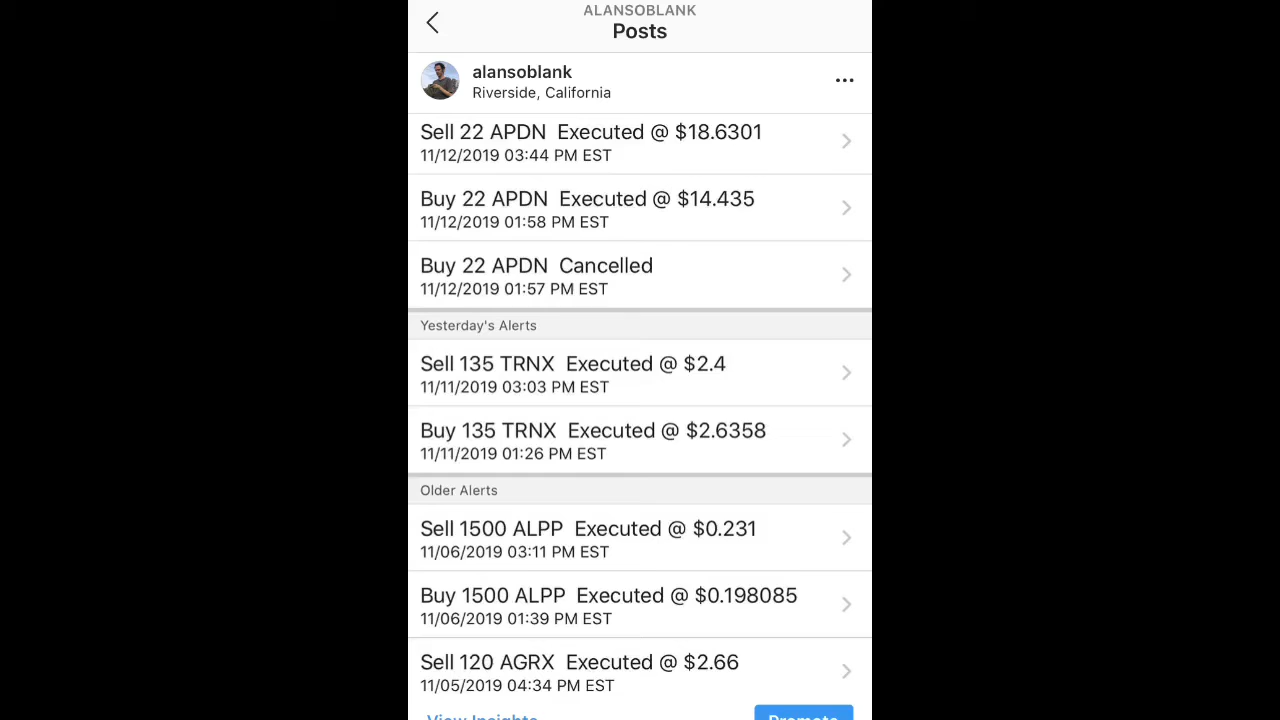 ALANSOBLANK
Posts
alansoblank
Riverside, California
Sell 22 APDN Executed @ $18.6301
11/12/2019 03:44 PM EST
Buy 22 APDN Executed @ $14.435
11/12/2019 01:58 PM EST
Buy 22 APDN Cancelled
11/12/2019 01:57 PM EST
Yesterday's Alerts
Sell 135 TRNX Executed @ $2.4
11/11/2019 03:03 PM EST
Buy 135 TRNX Executed @ $2.6358
11/11/2019 01:26 PM EST
Older Alerts
Sell 1500 ALPP Executed @ $0.231
11/06/2019 03:11 PM EST
Buy 1500 ALPP Executed @ $0.198085
11/06/2019 01:39 PM EST
Sell 120 AGRX Executed @ $2.66
11/05/2019 04:34 PM EST
View Insights
Promote